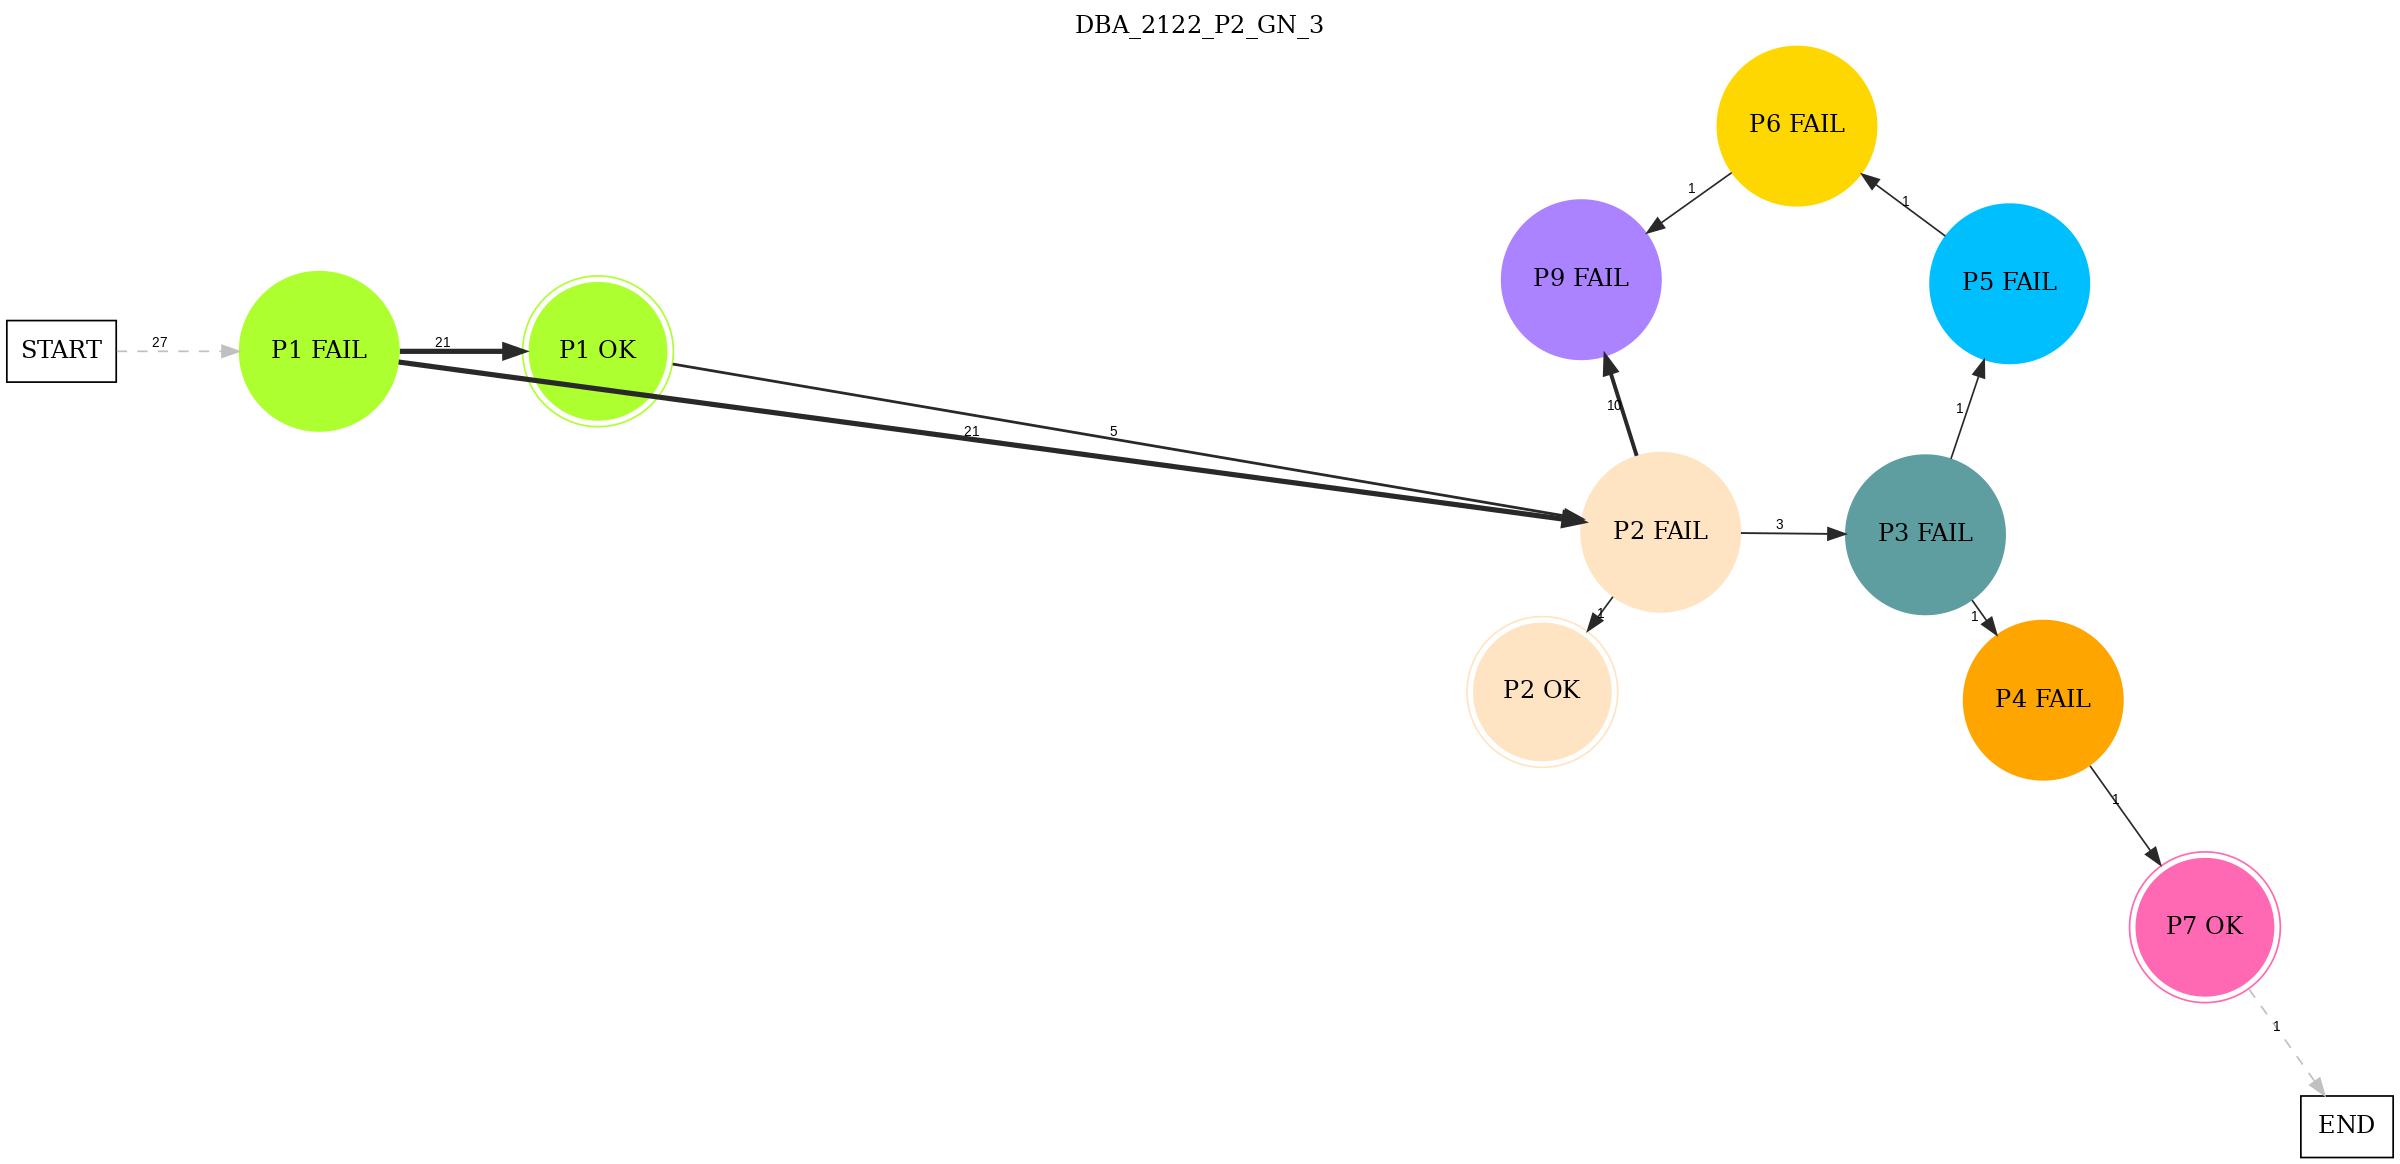 DBA_2122_P2_GN_3
P6 FAIL
1
1
P9 FAIL
P5 FAIL
START
27
P1 FAIL
21
P1 OK
10
1
21
5
P2 FAIL
3
P3 FAIL
1
1
P2 OK
P4 FAIL
1
P7 OK
1
END